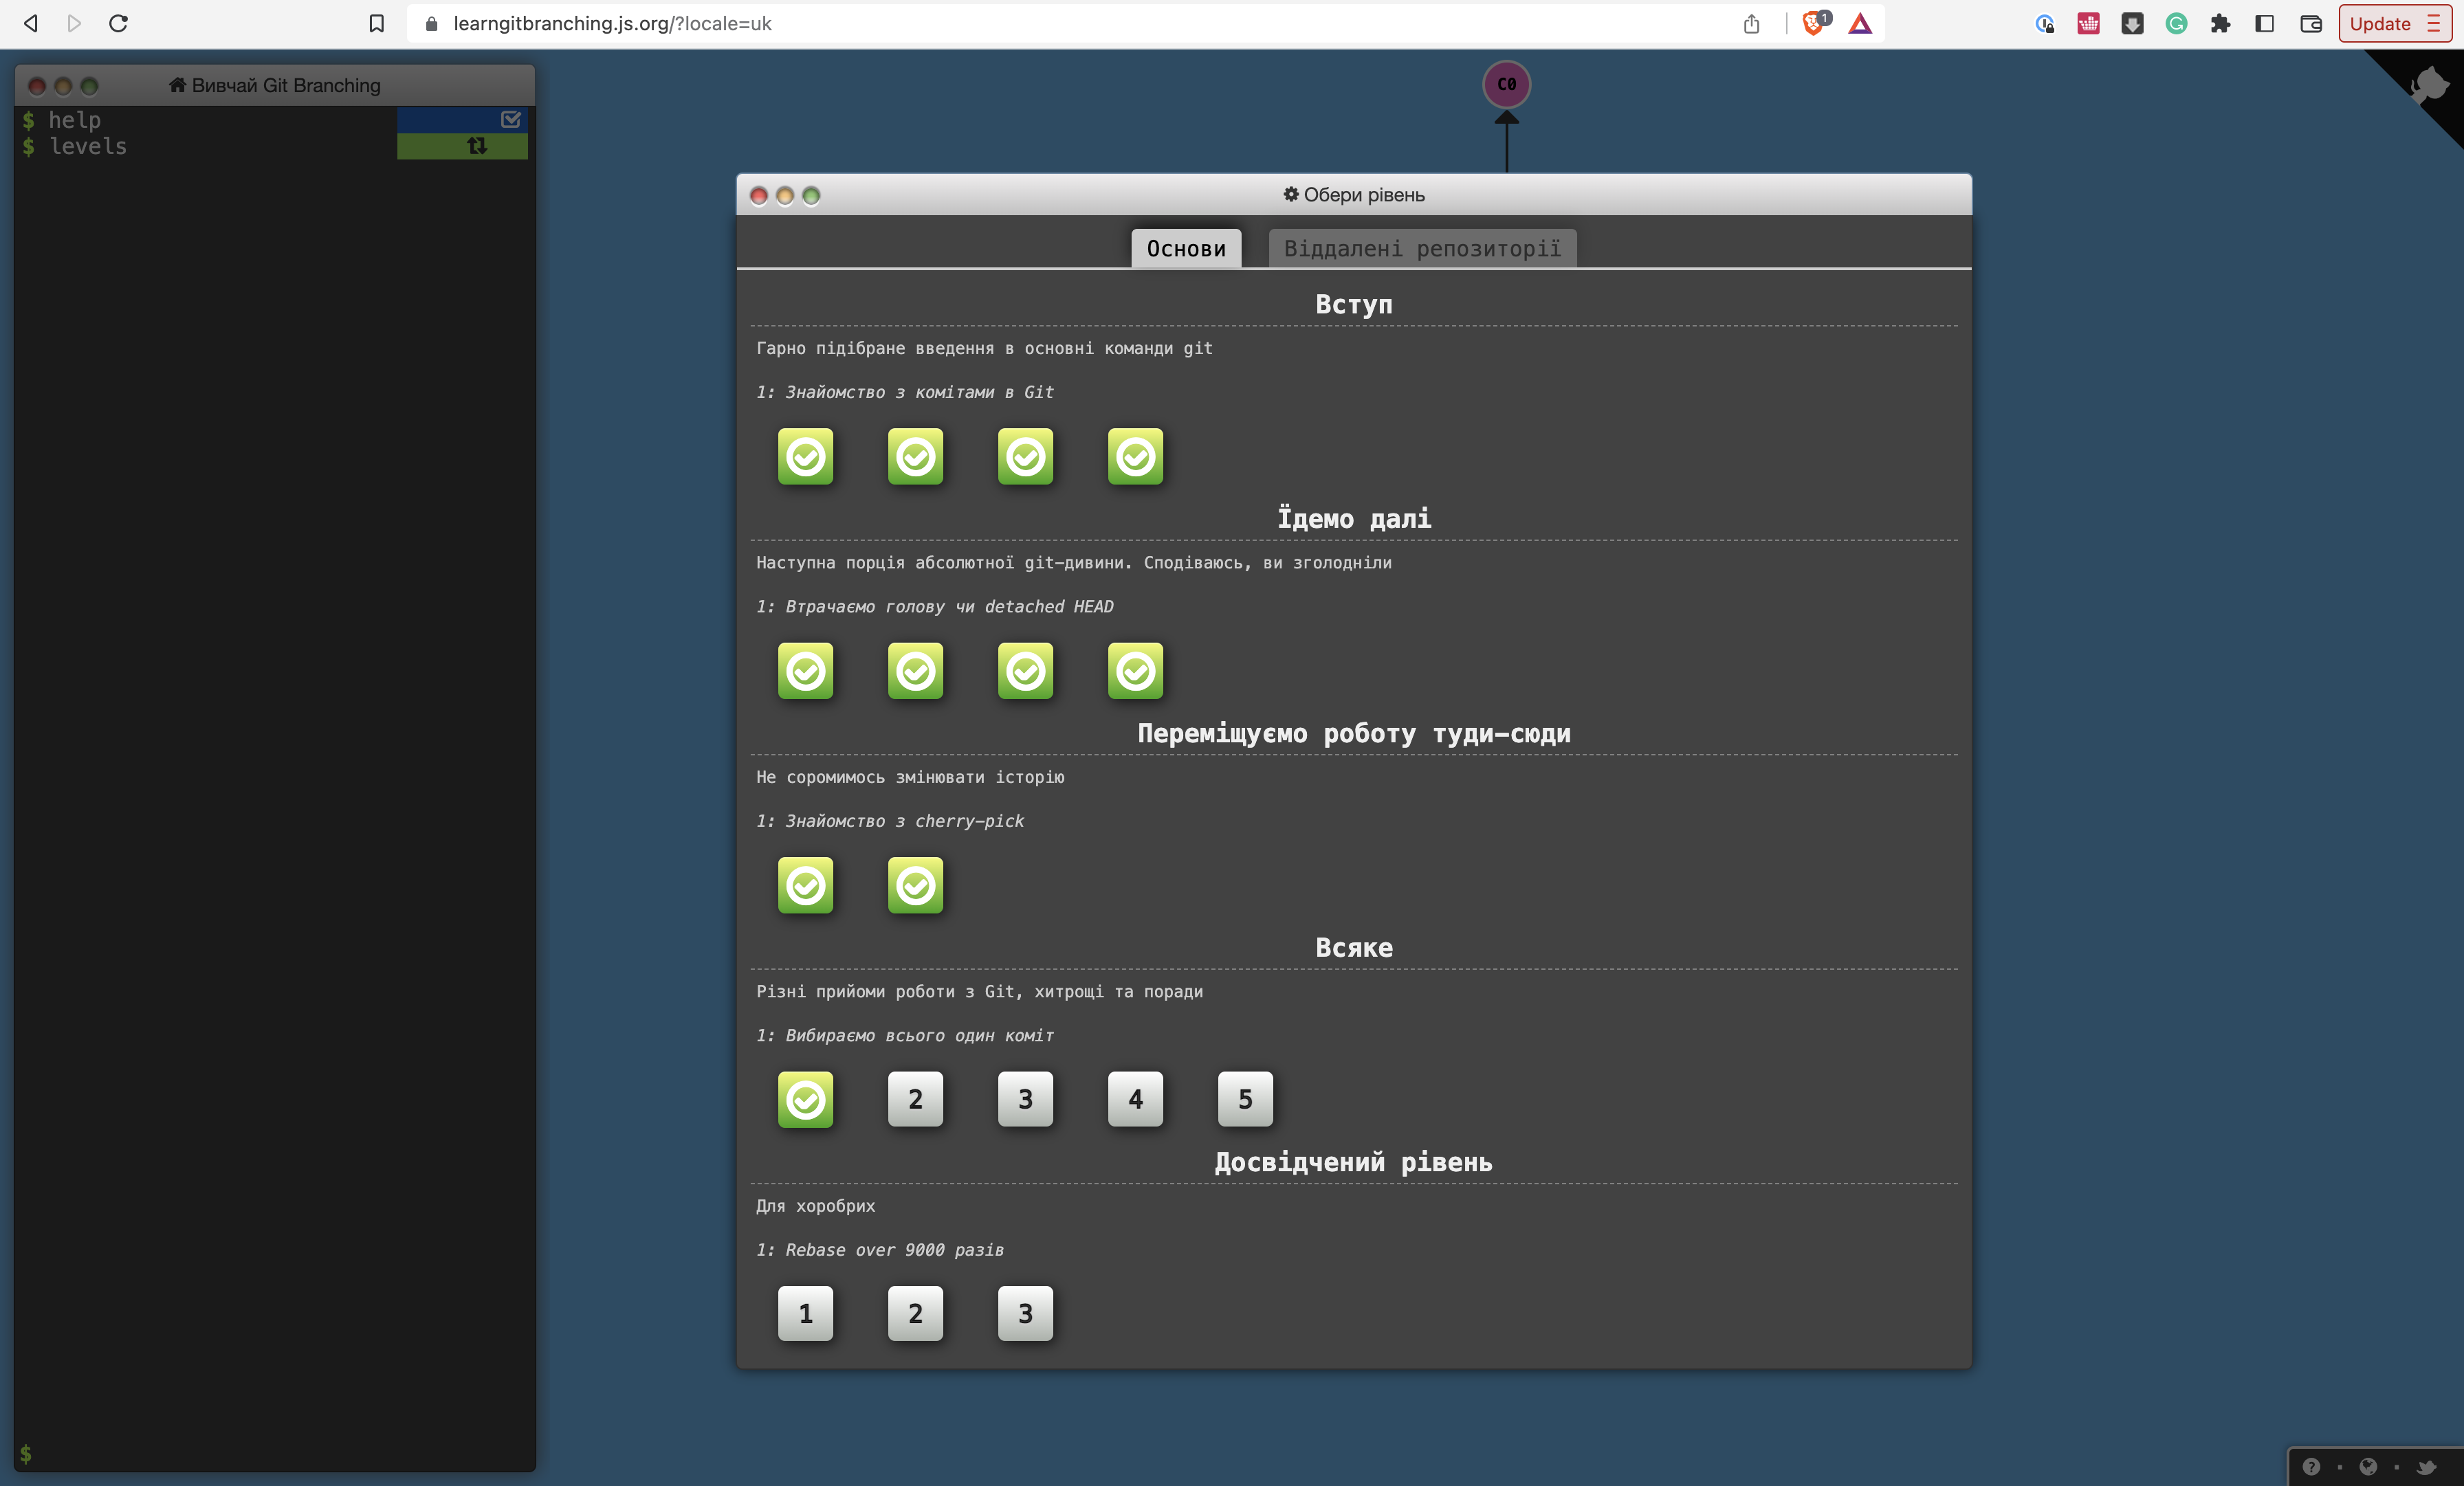 learngitbranching.js.org/?locale=uk
1
Update
Вивчай Git Branching
$ help
$ levels
C0
Обери рівень
Основи
Віддалені репозиторії
Вступ
Гарно підібране введення в основні команди git
1: Знайомство з комітами в Git
Їдемо далі
Наступна порція абсолютної git-дивини. Сподіваюсь, ви зголодніли
1: Втрачаємо голову чи detached HEAD
Переміщуємо роботу туди-сюди
Не соромимось змінювати історію
1: Знайомство з cherry-pick
Всяке
Різні прийоми роботи з Git, хитрощі та поради
1: Вибираємо всього один коміт
2 3 4 5
Досвідчений рівень
Для хоробрих
1: Rebase over 9000 разів
1 2 3
$